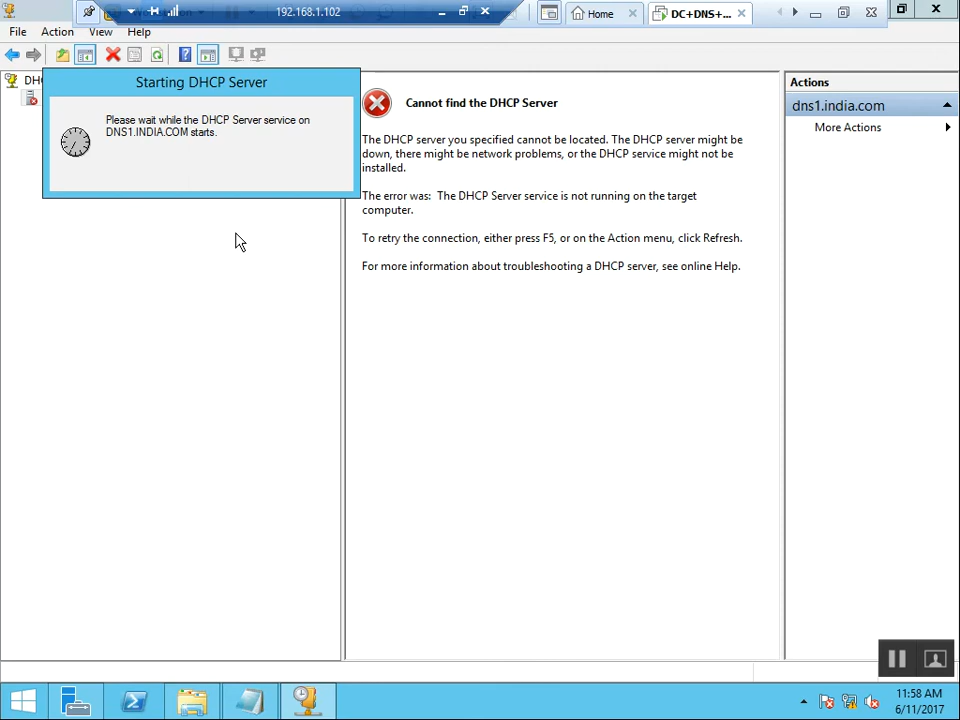 192.168.1.102
Home
DC+DNS+...
File Action View Help
DHC
Starting DHCP Server
Please wait while the DHCP Server service on
DNS1.INDIA.COM starts.
Cannot find the DHCP Server
The DHCP server you specified cannot be located. The DHCP server might be
down, there might be network problems, or the DHCP service might not be
installed.
The error was: The DHCP Server service is not running on the target
computer.
To retry the connection, either press F5, or on the Action menu, click Refresh.
For more information about troubleshooting a DHCP server, see online Help.
Actions
dns1.india.com
More Actions
11:58 AM
6/11/2017